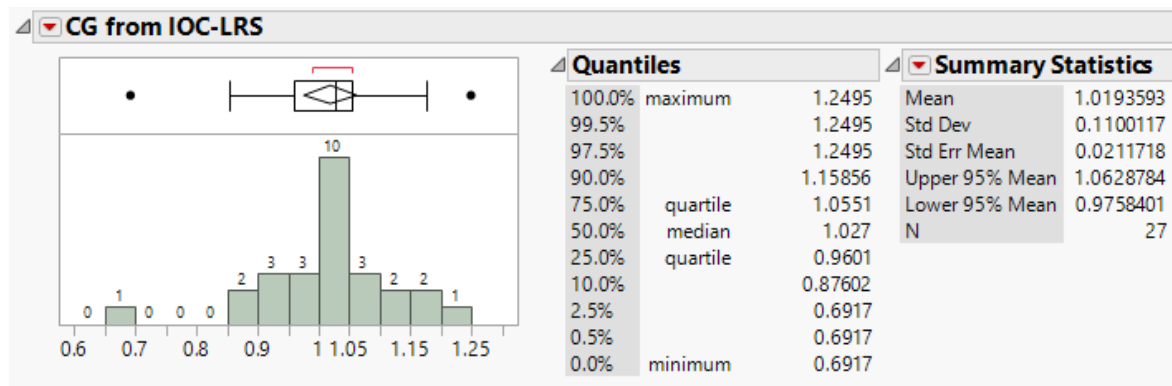 CG from IOC-LRS
10
0 1 0 0 0 2 3 3 3 2 2 1
0.6 0.7 0.8 0.9 1 1.05 1.15 1.25
Quantiles
100.0% maximum 1.2495
99.5% 1.2495
97.5% 1.2495
90.0% 1.15856
75.0% quartile 1.0551
50.0% median 1.027
25.0% quartile 0.9601
10.0% 0.87602
2.5% 0.6917
0.5% 0.6917
0.0% minimum 0.6917
Summary Statistics
Mean 1.0193593
Std Dev 0.1100117
Std Err Mean 0.0211718
Upper 95% Mean 1.0628784
Lower 95% Mean 0.9758401
N 27